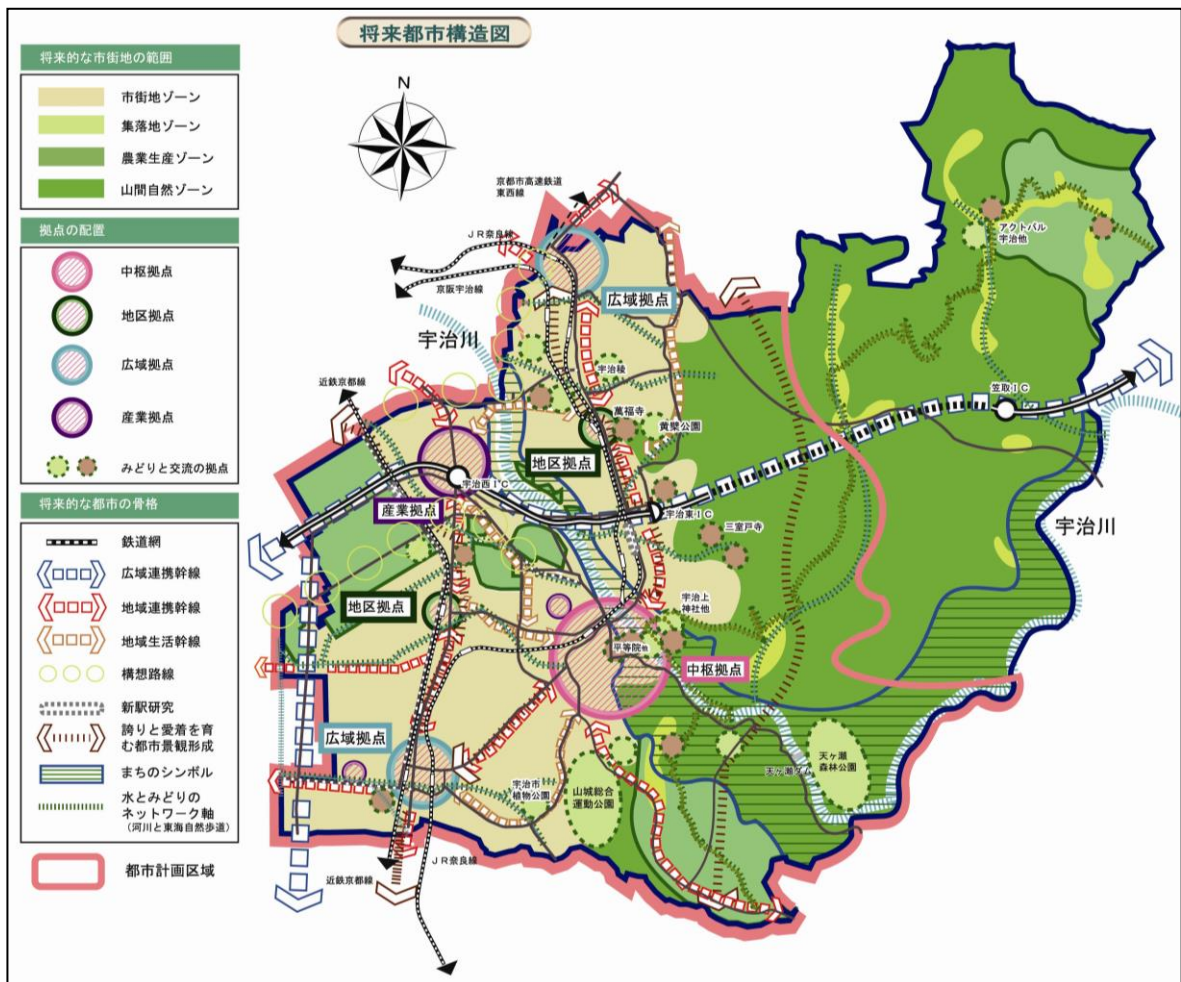 将来都市構造図
将来的な市街地の範囲
市街地ゾーン
集落地ゾーン
農業生産ゾーン
山間自然ゾーン
拠点の配置
中枢拠点
地区拠点
広域拠点
産業拠点
みどりと交流の拠点
将来的な都市の骨格
鉄道網
広域連携幹線
地域連携幹線
地域生活幹線
構想路線
新駅研究
誇りと愛着を育
む都市景観形成
まちのシンボル
水とみどりの
ネットワーク軸
(河川と東海自然歩道)
都市計画区域
N
京都市高速鉄道
東西線
JR奈良線
京阪宇治線
広域拠点
宇治川
アクトパル
宇治他
宇治陵
近鉄京都線
笠取IC
萬福寺
黄檗公園
地区拠点
宇治西IC
産業拠点
宇治東IC
三室戸寺
宇治川
地区拠点
宇治上
神社他
平等院他
中枢拠点
広域拠点
天ヶ瀬
森林公園
天ヶ瀬ダム
宇治市
植物公園
山城総合
運動公園
JR奈良線
近鉄京都線